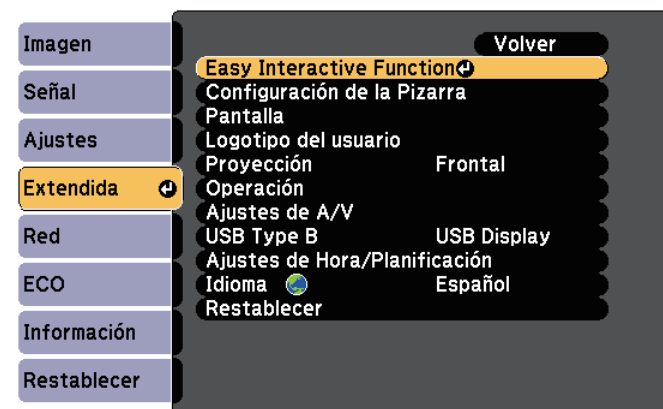 Imagen
Señal
Ajustes
Extendida
Red
ECO
Información
Restablecer
Volver
Easy Interactive Function
Configuración de la Pizarra
Pantalla
Logotipo del usuario
Proyección Frontal
Operación
Ajustes de A/V
USB Type B USB Display
Ajustes de Hora/Planificación
Idioma Español
Restablecer